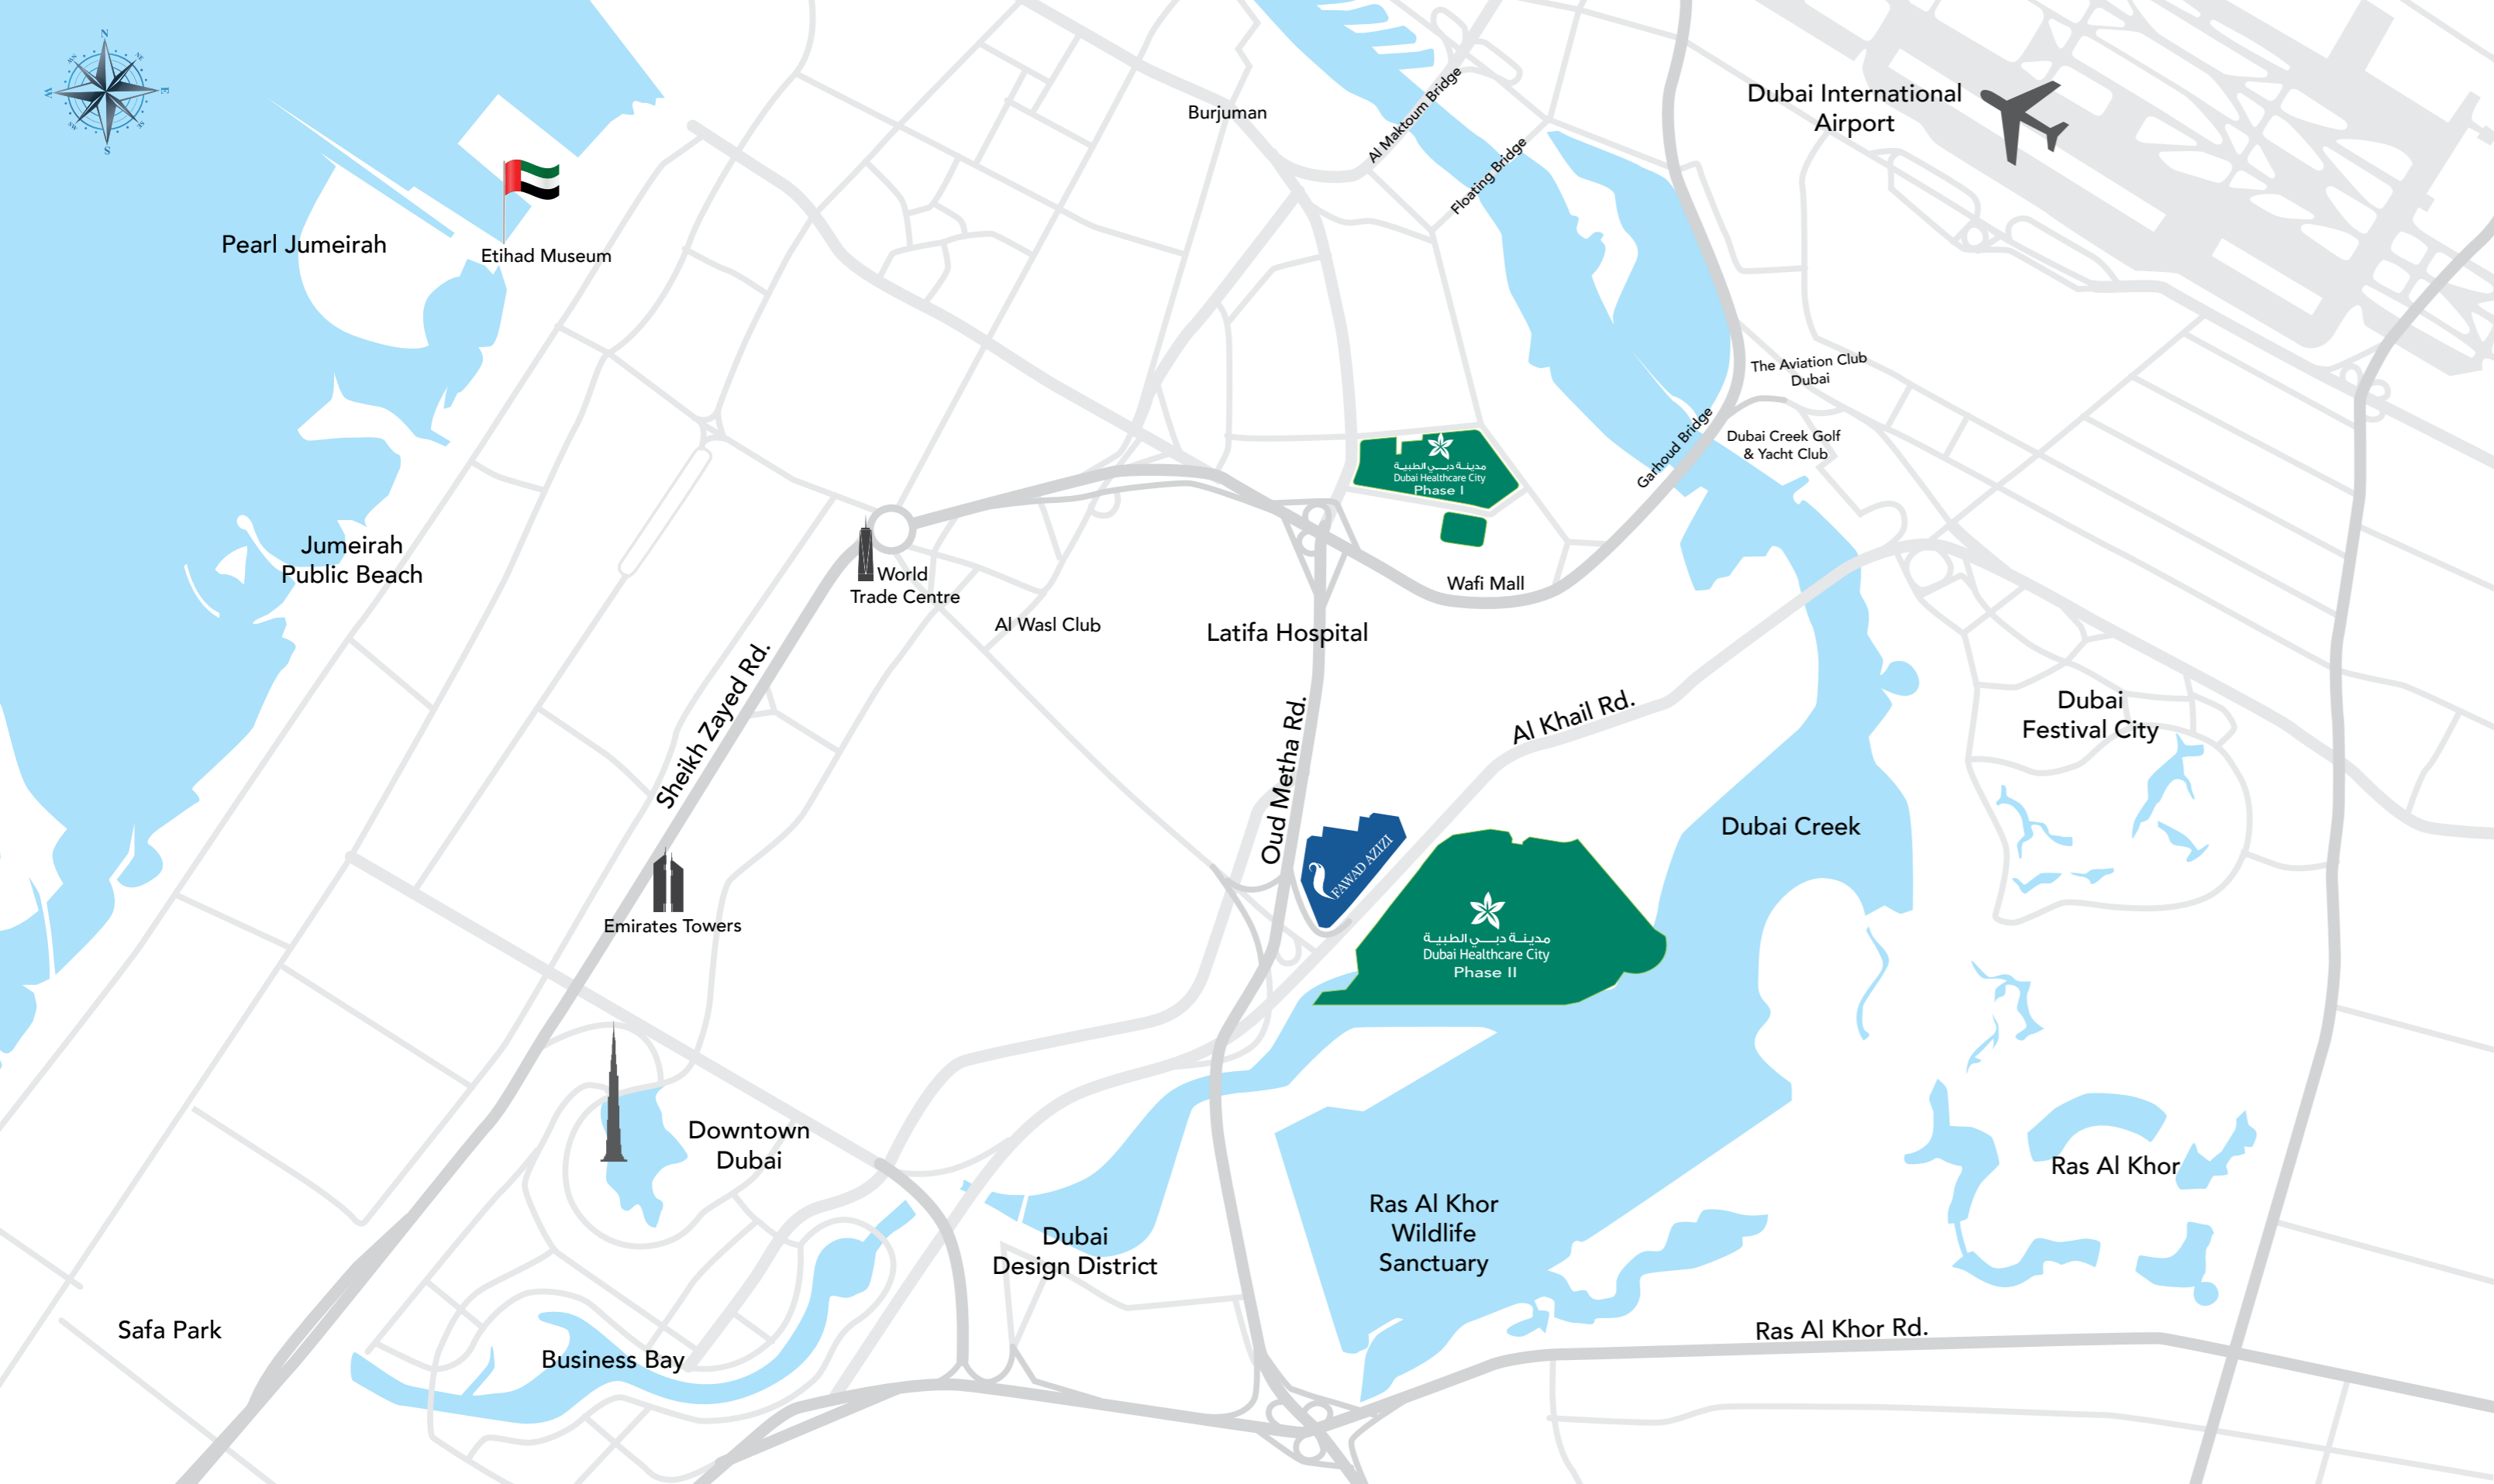 N
NE
E
SE
S
SW
W
NW
Dubai International
Airport
Burjuman
Al Maktoum Bridge
Floating Bridge
Pearl Jumeirah
Etihad Museum
The Aviation Club
Dubai
Garhoud Bridge
Dubai Creek Golf
& Yacht Club
مدينة دبي الطبية
Dubai Healthcare City
Phase I
Jumeirah
Public Beach
World
Trade Centre
Wafi Mall
Al Wasl Club
Latifa Hospital
Sheikh Zayed Rd.
Oud Metha Rd.
Al Khail Rd.
Dubai
Festival City
Dubai Creek
FAWAD AZIZI
Emirates Towers
مدينة دبي الطبية
Dubai Healthcare City
Phase II
Downtown
Dubai
Ras Al Khor
Ras Al Khor
Wildlife
Sanctuary
Dubai
Design District
Safa Park
Business Bay
Ras Al Khor Rd.